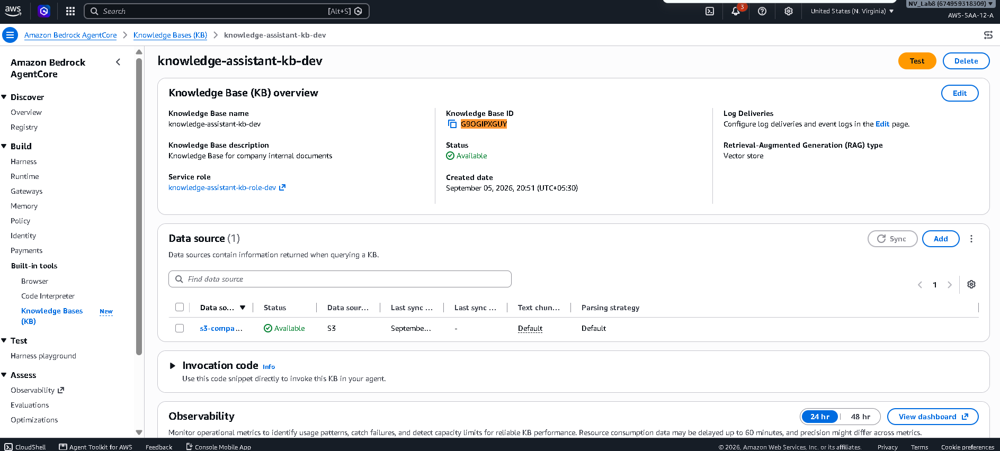 aws
Search [Alt+S]
3
United States (N. Virginia) ▼
NV_Lab8 (674959318309) ▼
AWS-SAA-12-A
Amazon Bedrock AgentCore > Knowledge Bases (KB) > knowledge-assistant-kb-dev
Amazon Bedrock
AgentCore
Discover
Overview
Registry
Build
Harness
Runtime
Gateways
Memory
Policy
Identity
Payments
Built-in tools
Browser
Code Interpreter
Knowledge Bases
(KB)
New
Test
Harness playground
Assess
Observability
Evaluations
Optimizations
knowledge-assistant-kb-dev
Test
Delete
Knowledge Base (KB) overview
Edit
Knowledge Base name
knowledge-assistant-kb-dev
Knowledge Base description
Knowledge Base for company internal documents
Service role
knowledge-assistant-kb-role-dev
Knowledge Base ID
G9OGIPXGUY
Status
Available
Created date
September 05, 2026, 20:51 (UTC+05:30)
Log Deliveries
Configure log deliveries and event logs in the Edit page.
Retrieval-Augmented Generation (RAG) type
Vector store
Data source (1)
Sync
Add
Data sources contain information returned when querying a KB.
Find data source
1
Data so... Status Data sour... Last sync ... Last sync ... Text chun... Parsing strategy
s3-compa... Available S3 Septembe... - Default Default
Invocation code Info
Use this code snippet directly to invoke this KB in your agent.
Observability
24 hr
48 hr
View dashboard
Monitor operational metrics to identify usage patterns, catch failures, and detect capacity limits for reliable KB performance. Resource consumption data may be delayed up to 60 minutes, and precision might differ across metrics.
CloudShell Agent Toolkit for AWS Feedback Console Mobile App © 2026, Amazon Web Services, Inc. or its affiliates. Privacy Terms Cookie preferences